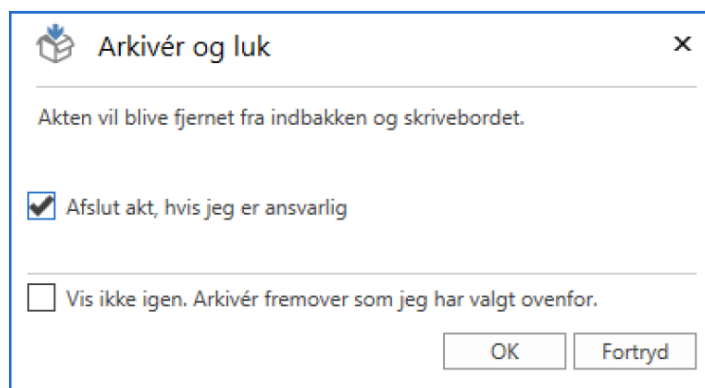 Arkivér og luk
Akten vil blive fjernet fra indbakken og skrivebordet.
Afslut akt, hvis jeg er ansvarlig
Vis ikke igen. Arkivér fremover som jeg har valgt ovenfor.
OK Fortryd